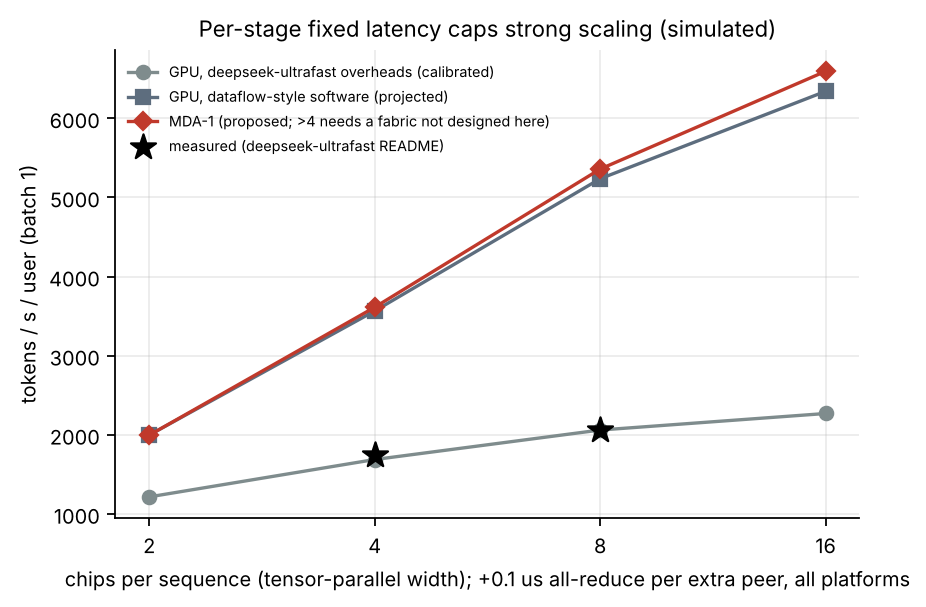 Per-stage fixed latency caps strong scaling (simulated)
GPU, deepseek-ultrafast overheads (calibrated)
GPU, dataflow-style software (projected)
MDA-1 (proposed; >4 needs a fabric not designed here)
measured (deepseek-ultrafast README)
tokens / s / user (batch 1)
6000
5000
4000
3000
2000
1000
2
4
8
16
chips per sequence (tensor-parallel width); +0.1 us all-reduce per extra peer, all platforms